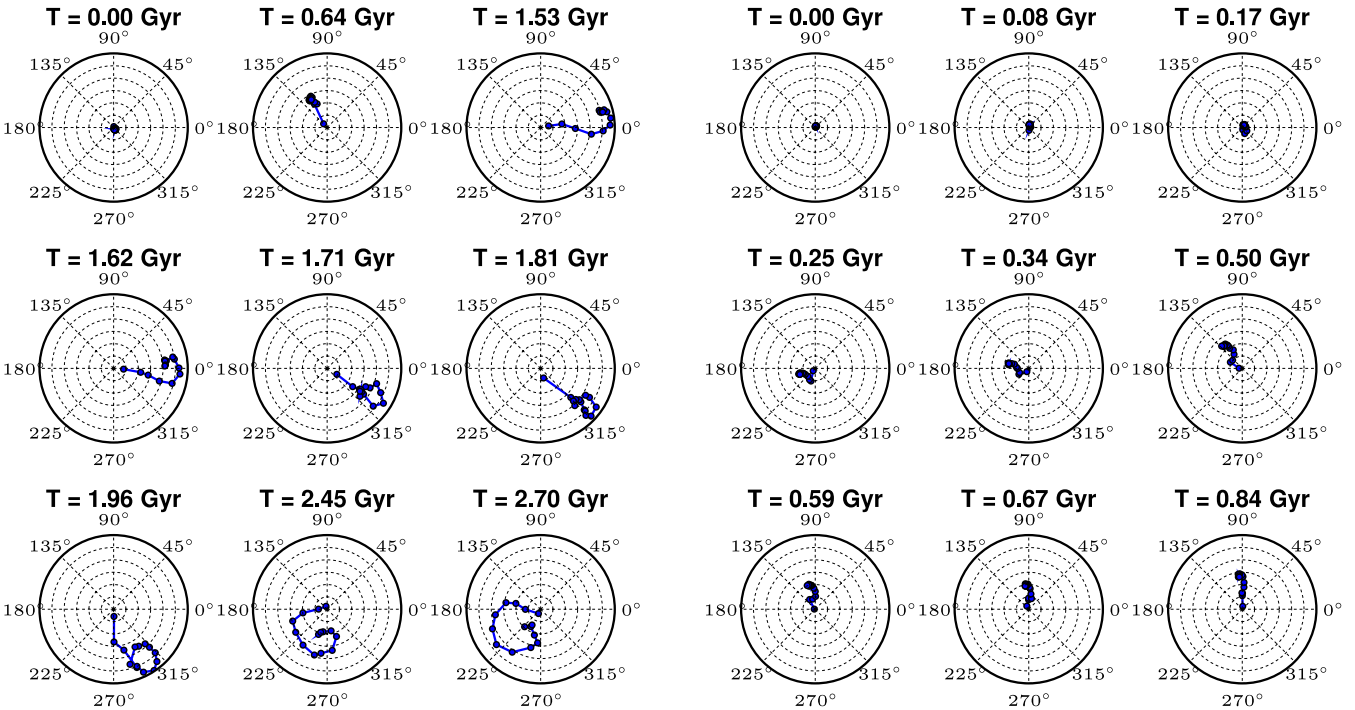 T = 0.00 Gyr T = 0.64 Gyr T = 1.53 Gyr T = 0.00 Gyr T = 0.08 Gyr T = 0.17 Gyr
90° 90° 90° 90° 90° 90°
135° 45° 135° 45° 135° 45° 135° 45° 135° 45° 135° 45°
180° 0° 180° 0° 180° 0° 180° 0° 180° 0° 180° 0°
225° 315° 225° 315° 225° 315° 225° 315° 225° 315° 225° 315°
270° 270° 270° 270° 270° 270°
T = 1.62 Gyr T = 1.71 Gyr T = 1.81 Gyr T = 0.25 Gyr T = 0.34 Gyr T = 0.50 Gyr
90° 90° 90° 90° 90° 90°
135° 45° 135° 45° 135° 45° 135° 45° 135° 45° 135° 45°
180° 0° 180° 0° 180° 0° 180° 0° 180° 0° 180° 0°
225° 315° 225° 315° 225° 315° 225° 315° 225° 315° 225° 315°
270° 270° 270° 270° 270° 270°
T = 1.96 Gyr T = 2.45 Gyr T = 2.70 Gyr T = 0.59 Gyr T = 0.67 Gyr T = 0.84 Gyr
90° 90° 90° 90° 90° 90°
135° 45° 135° 45° 135° 45° 135° 45° 135° 45° 135° 45°
180° 0° 180° 0° 180° 0° 180° 0° 180° 0° 180° 0°
225° 315° 225° 315° 225° 315° 225° 315° 225° 315° 225° 315°
270° 270° 270° 270° 270° 270°